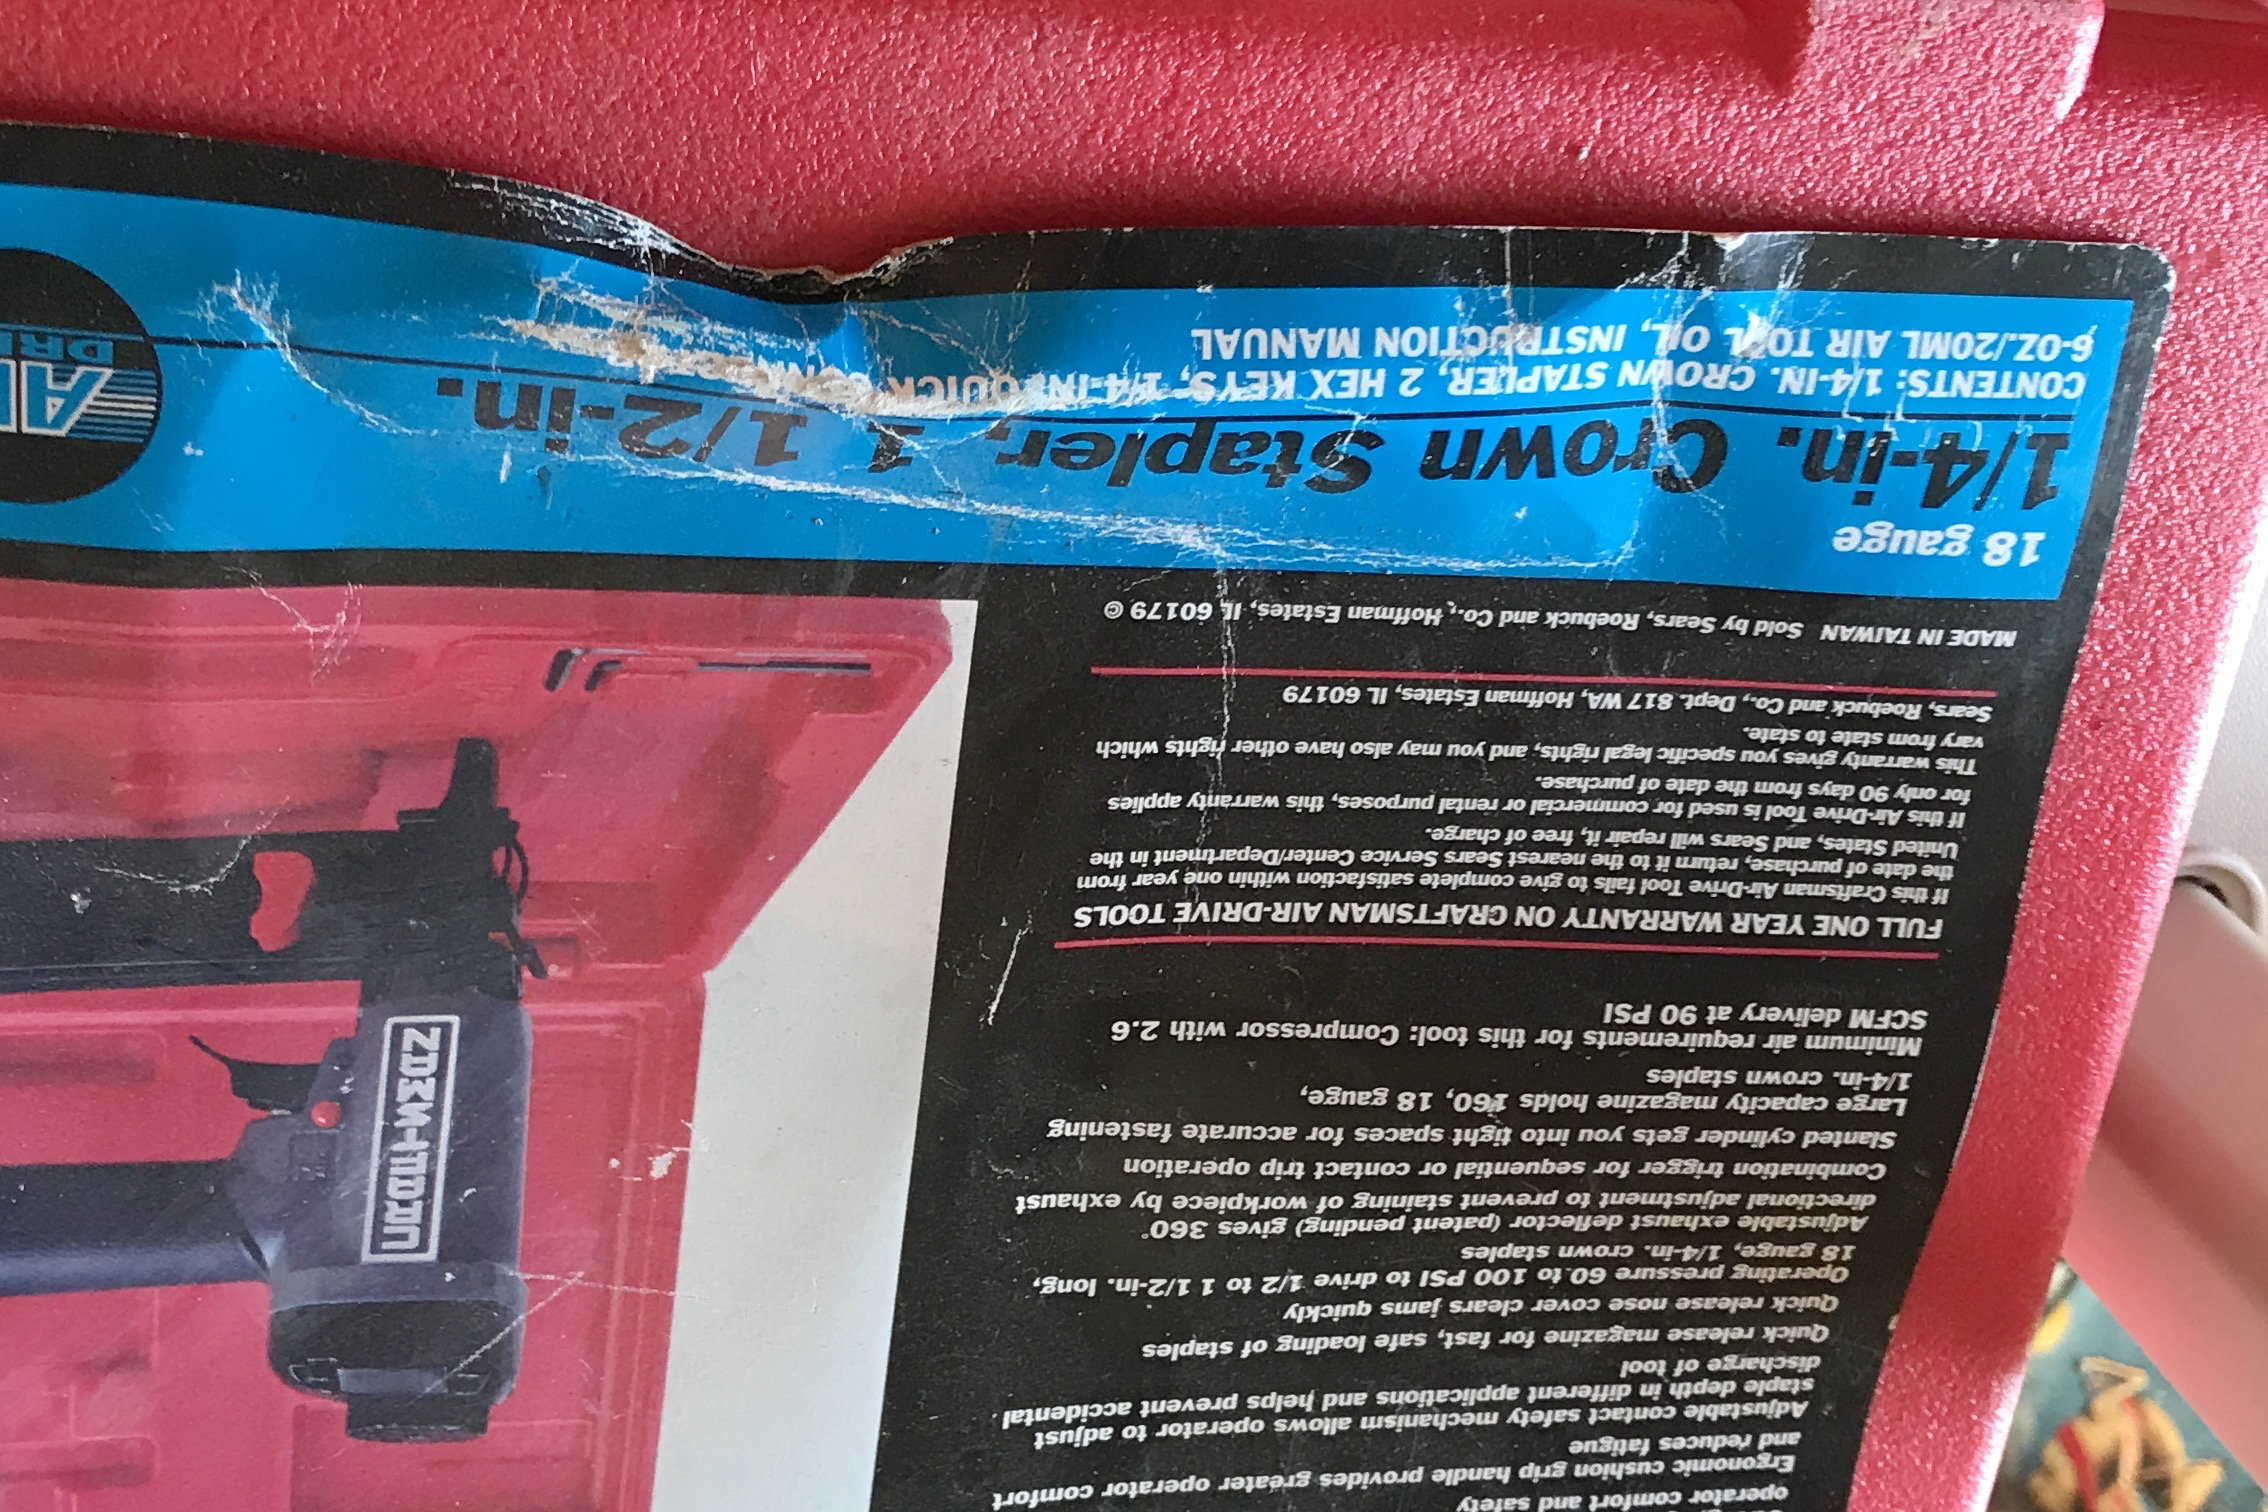 operator comfort and safety
Ergonomic cushion grip handle provides greater operator comfort
and reduces fatigue
Adjustable contact safety mechanism allows operator to adjust
staple depth in different applications and helps prevent accidental
discharge of tool
Quick release magazine for fast, safe loading of staples
Quick release nose cover clears jams quickly
Operating pressure 60 to 100 PSI to drive 1/2 to 1 1/2-in. long,
18 gauge, 1/4-in. crown staples
Adjustable exhaust deflector (patent pending) gives 360°
directional adjustment to prevent staining of workpiece by exhaust
Combination trigger for sequential or contact trip operation
Slanted cylinder gets you into tight spaces for accurate fastening
Large capacity magazine holds 160, 18 gauge,
1/4-in. crown staples
Minimum air requirements for this tool: Compressor with 2.6
SCFM delivery at 90 PSI
FULL ONE YEAR WARRANTY ON CRAFTSMAN AIR-DRIVE TOOLS
If this Craftsman Air-Drive Tool fails to give complete satisfaction within one year from
the date of purchase, return it to the nearest Sears Service Center/Department in the
United States, and Sears will repair it, free of charge.
If this Air-Drive Tool is used for commercial or rental purposes, this warranty applies
for only 90 days from the date of purchase.
This warranty gives you specific legal rights, and you may also have other rights which
vary from state to state.
Sears, Roebuck and Co., Dept. 817 WA, Hoffman Estates, IL 60179
MADE IN TAIWAN Sold by Sears, Roebuck and Co., Hoffman Estates, IL 60179 ©
CRAFTSMAN
18 gauge
1/4-in. Crown Stapler, 1 1/2-in.
CONTENTS: 1/4-IN. CROWN STAPLER, 2 HEX KEYS, 1/4-IN. QUICK
6-OZ./20ML AIR TOOL OIL, INSTRUCTION MANUAL